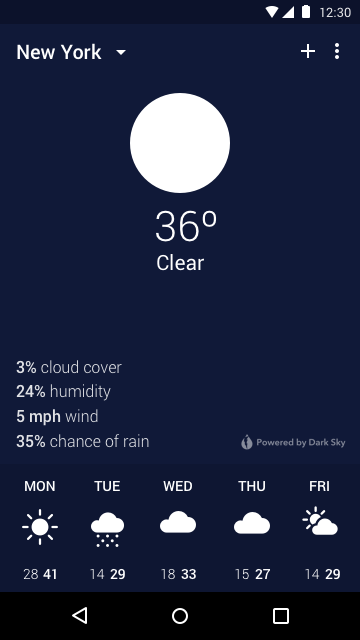 12:30
New York
36º
Clear
3% cloud cover
24% humidity
5 mph wind
35% chance of rain
Powered by Dark Sky
MON TUE WED THU FRI
28 41 14 29 18 33 15 27 14 29